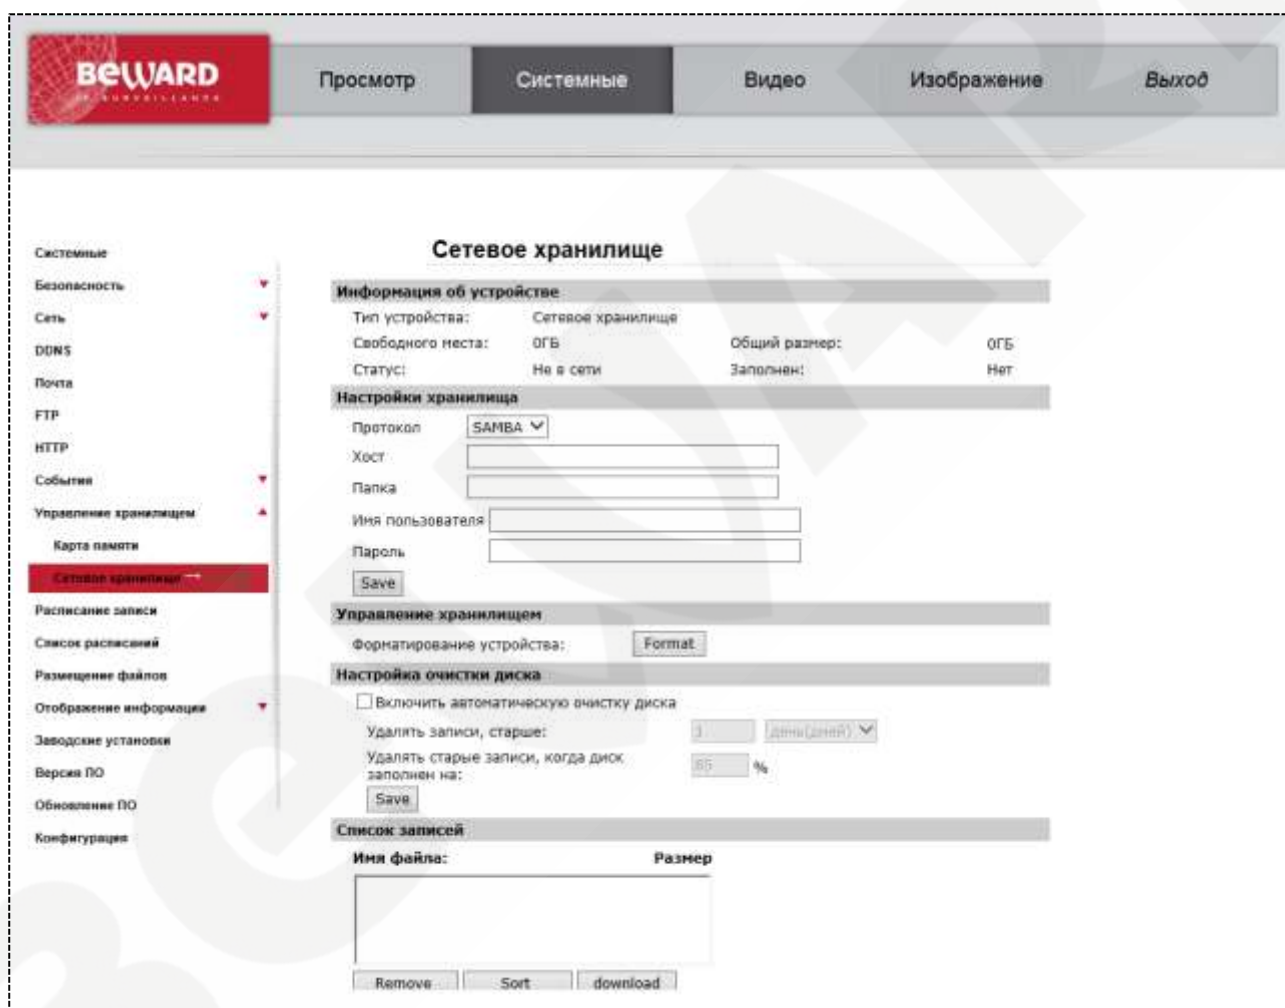 BEWARD
IP SURVEILLANCE
Просмотр
Системные
Видео
Изображение
Выход
Системные
Безопасность
Сеть
DDNS
Почта
FTP
HTTP
События
Управление хранилищем
Карта памяти
Сетевое хранилище →
Расписание записи
Список расписаний
Размещение файлов
Отображение информации
Заводские установки
Версия ПО
Обновление ПО
Конфигурация
Сетевое хранилище
Информация об устройстве
Тип устройства: Сетевое хранилище
Свободного места: 0ГБ Общий размер: 0ГБ
Статус: Не в сети Заполнен: Нет
Настройки хранилища
Протокол SAMBA
Хост
Папка
Имя пользователя
Пароль
Save
Управление хранилищем
Форматирование устройства: Format
Настройка очистки диска
Включить автоматическую очистку диска
Удалять записи, старше: день(дней)
Удалять старые записи, когда диск
заполнен на: 85 %
Save
Список записей
Имя файла: Размер
Remove Sort download